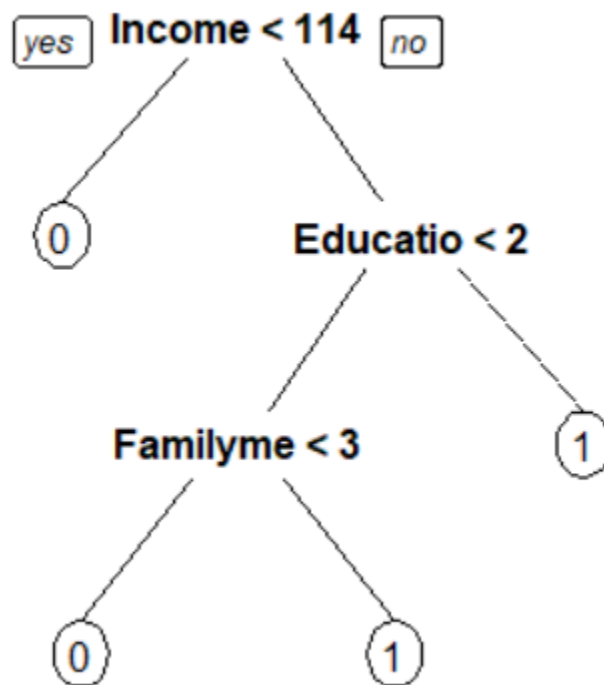 yes Income < 114 no
0
Educatio < 2
Familyme < 3
1
0 1